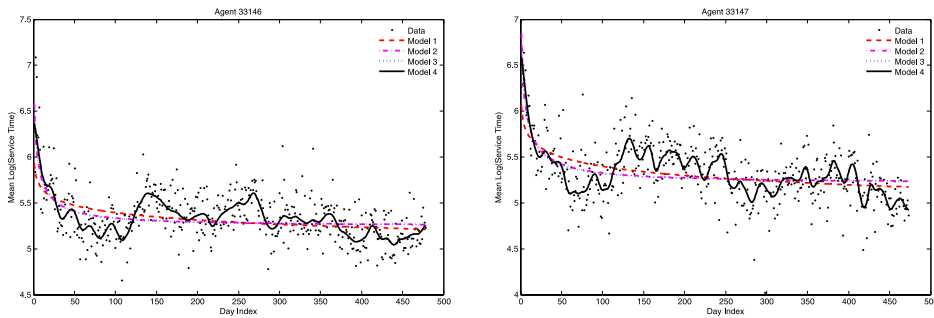 Agent 33146
7.5
7
6.5
6
5.5
5
4.5
0 50 100 150 200 250 300 350 400 450 500
Mean Log(Service Time)
Day Index
Data
Model 1
Model 2
Model 3
Model 4
Agent 33147
7
6.5
6
5.5
5
4.5
4
0 50 100 150 200 250 300 350 400 450 500
Mean Log(Service Time)
Day Index
Data
Model 1
Model 2
Model 3
Model 4